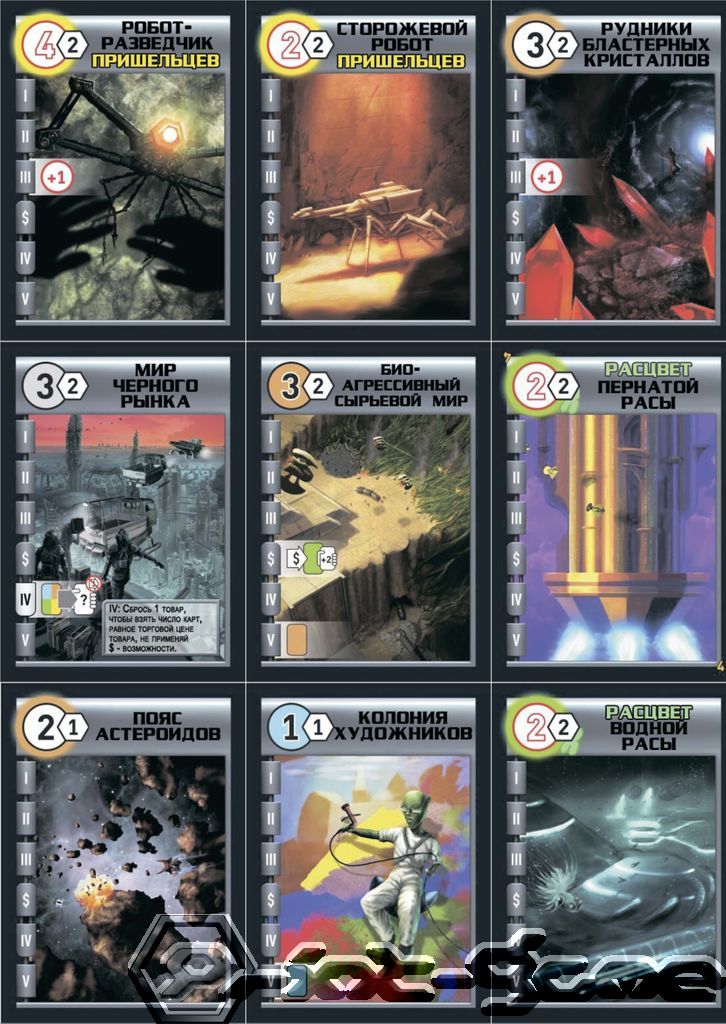 4 2
РОБОТ-
РАЗВЕДЧИК
ПРИШЕЛЬЦЕВ
I
II
III +1
$
IV
V
2 2
СТОРОЖЕВОЙ
РОБОТ
ПРИШЕЛЬЦЕВ
I
II
III
$
IV
V
3 2
РУДНИКИ
БЛАСТЕРНЫХ
КРИСТАЛЛОВ
I
II
III +1
$
IV
V
3 2
МИР
ЧЕРНОГО
РЫНКА
I
II
III
$
IV ?
V
IV: Сбрось 1 товар,
чтобы взять число карт,
равное торговой цене
товара, не применяй
$ - возможности.
3 2
БИО-
АГРЕССИВНЫЙ
СЫРЬЕВОЙ МИР
I
II
III
$ $ +2
IV
V
2 2
РАСЦВЕТ
ПЕРНАТОЙ
РАСЫ
I
II
III
$
IV
V
2 1
ПОЯС
АСТЕРОИДОВ
I
II
III
$
IV
V
1 1
КОЛОНИЯ
ХУДОЖНИКОВ
I
II
III
$
IV
V
2 2
РАСЦВЕТ
ВОДНОЙ
РАСЫ
I
II
III
$
IV
V